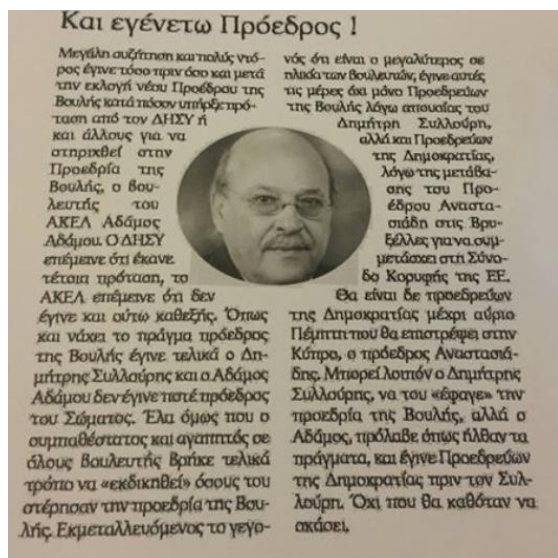 Και εγένετω Πρόεδρος !
Μεγάλη συζήτηση και πολύς ντό-
ρος έγινε τόσο πριν όσο και μετά
την εκλογή νέου Προέδρου της
Βουλής κατά πόσον υπήρξε πρό-
ταση από τον ΔΗΣΥ ή
και άλλους για να
στηριχθεί στην
Προεδρία της
Βουλής, ο βου-
λευτής του
ΑΚΕΛ Αδάμος
Αδάμου. Ο ΔΗΣΥ
επέμεινε ότι έκανε
τέτοια πρόταση, το
ΑΚΕΛ επέμεινε ότι δεν
έγινε και ούτω καθεξής. Όπως
και νάχει το πράγμα πρόεδρος
της Βουλής έγινε τελικά ο Δη-
μήτρης Συλλούρης και ο Αδάμος
Αδάμου δεν έγινε ποτέ πρόεδρος
του Σώματος. Έλα όμως που ο
συμπαθέστατος και αγαπητός σε
όλους Βουλευτής βρήκε τελικά
τρόπο να «εκδικηθεί» όσους του
στέρησαν την προεδρία της Βου-
λής. Εκμεταλλευόμενος το γεγο-
νός ότι είναι ο μεγαλύτερος σε
ηλικία των Βουλευτών, έγινε αυτές
τις μέρες όχι μόνο Προεδρεύων
της Βουλής λόγω απουσίας του
Δημήτρη Συλλούρη,
αλλά και Προεδρεύων
της Δημοκρατίας,
λόγω της μετάβα-
σης του Προ-
έδρου Αναστα-
σιάδη στις Βρυ-
ξέλλες για να συμ-
μετάσχει στη Σύνο-
δο Κορυφής της ΕΕ.
Θα είναι δε προεδρεύων
της Δημοκρατίας μέχρι αύριο
Πέμπτη που θα επιστρέψει στην
Κύπρο, ο πρόεδρος Αναστασιά-
δης. Μπορεί λοιπόν ο Δημήτρης
Συλλούρης, να του «έφαγε» την
προεδρία της Βουλής, αλλά ο
Αδάμος, πρόλαβε όπως ήλθαν τα
πράγματα, και έγινε Προεδρεύων
της Δημοκρατίας πριν τον Συλ-
λούρη. Όχι που θα καθόταν να
σκάσει.